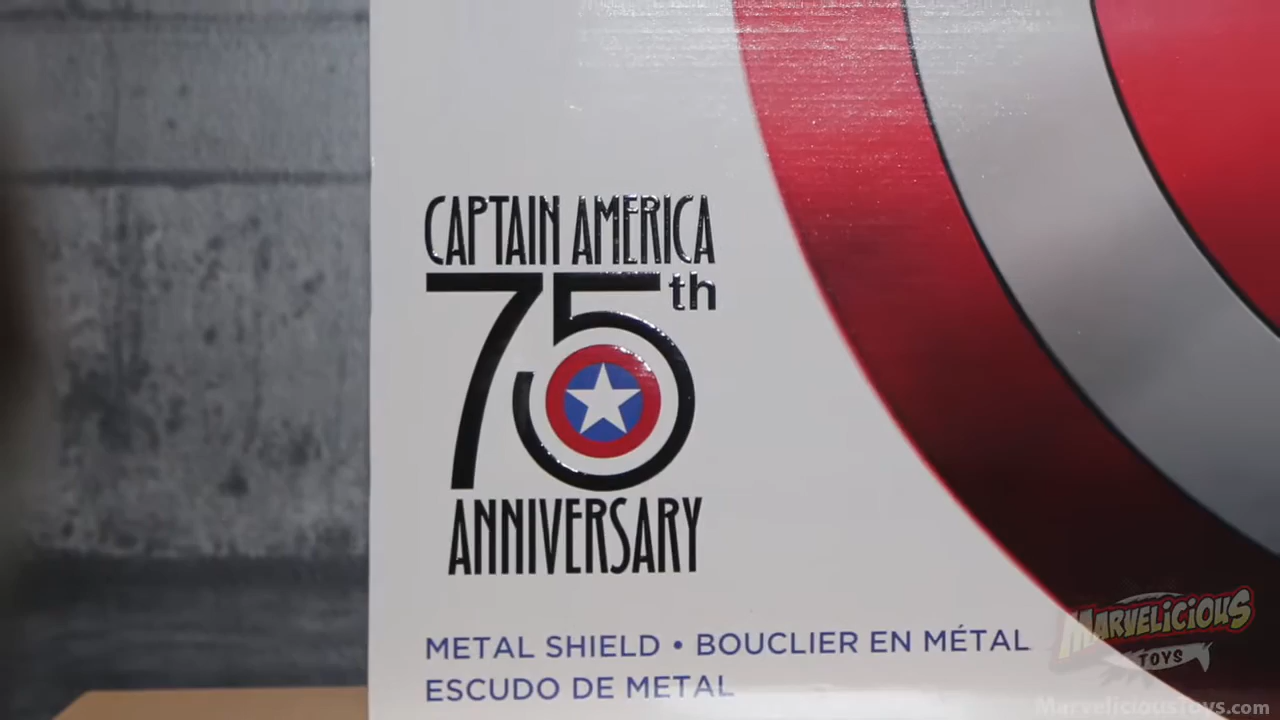 CAPTAIN AMERICA
75th
ANNIVERSARY
METAL SHIELD • BOUCLIER EN MÉTAL
ESCUDO DE METAL
MARVELICIOUS
TOYS
MarveliciousToys.com